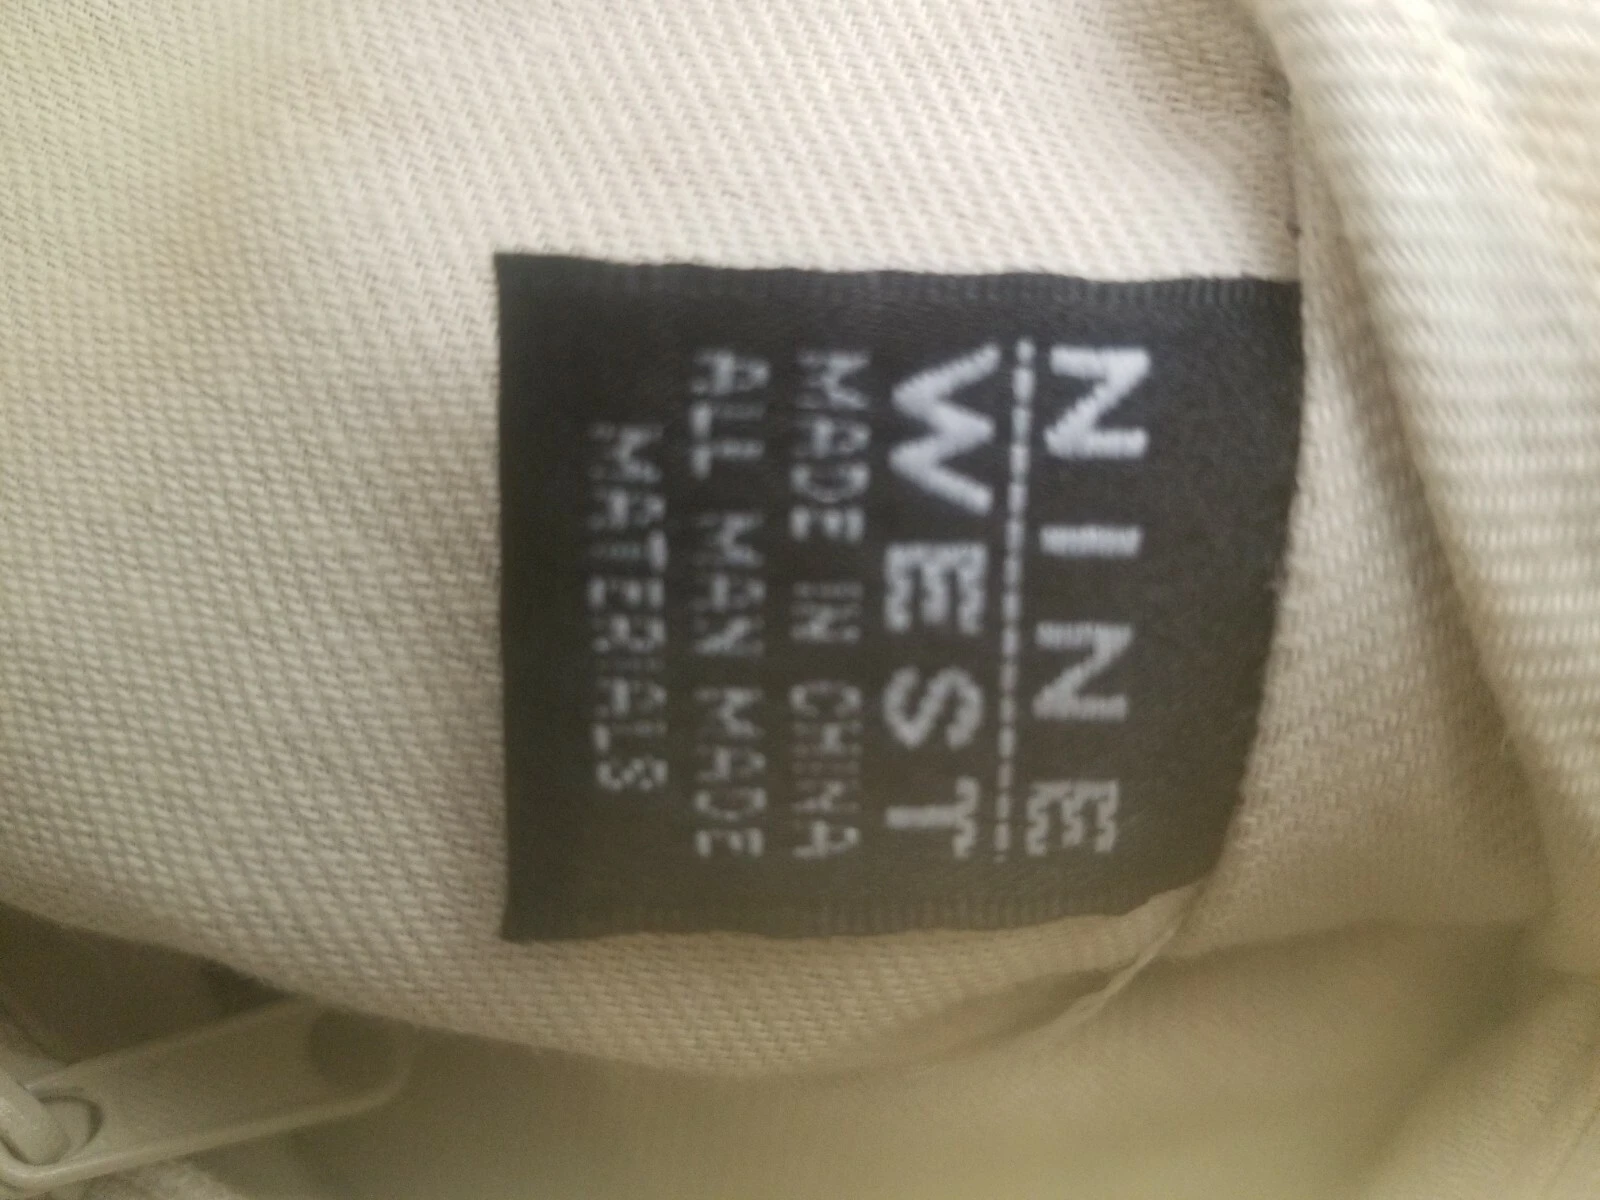 NINE
WEST
MADE IN CHINA
ALL MAN MADE
MATERIALS